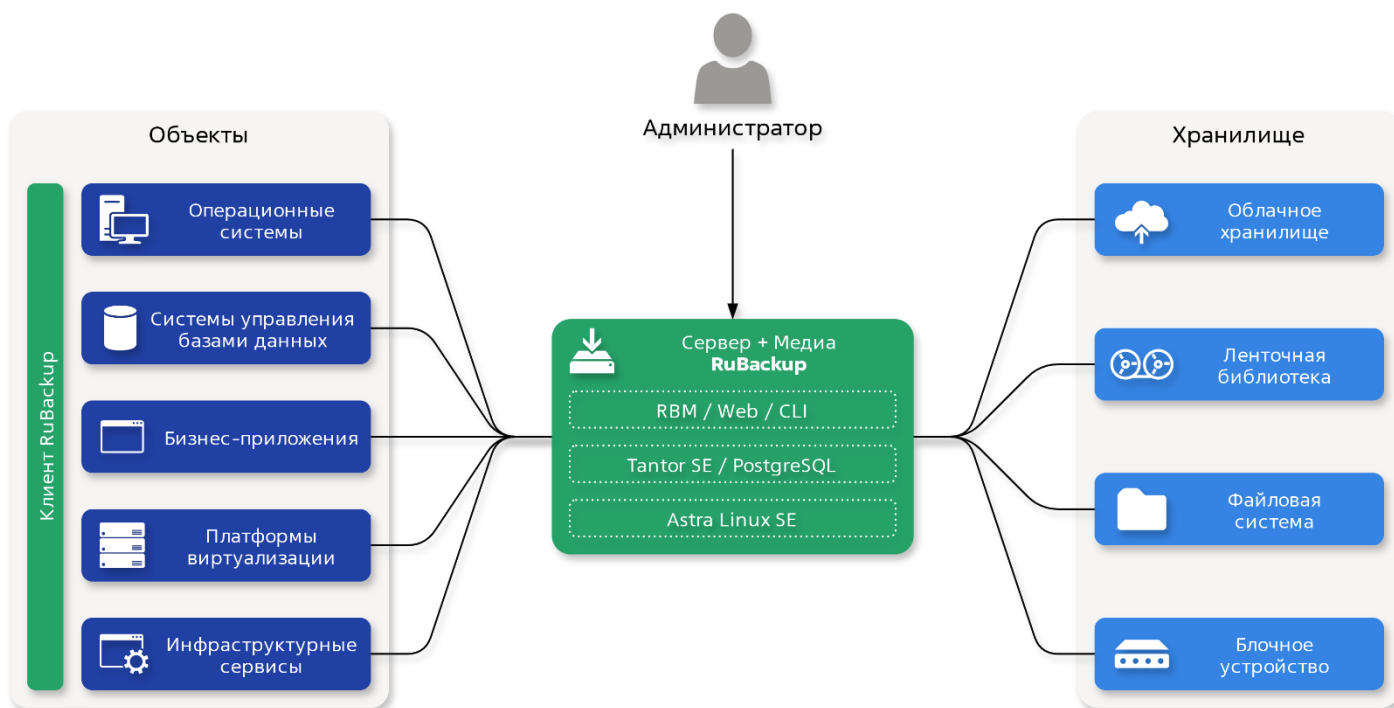 Администратор
Объекты
Клиент RuBackup
Операционные
системы
Системы управления
базами данных
Бизнес-приложения
Платформы
виртуализации
Инфраструктурные
сервисы
Сервер + Медиа
RuBackup
RBM / Web / CLI
Tantor SE / PostgreSQL
Astra Linux SE
Хранилище
Облачное
хранилище
Ленточная
библиотека
Файловая
система
Блочное
устройство